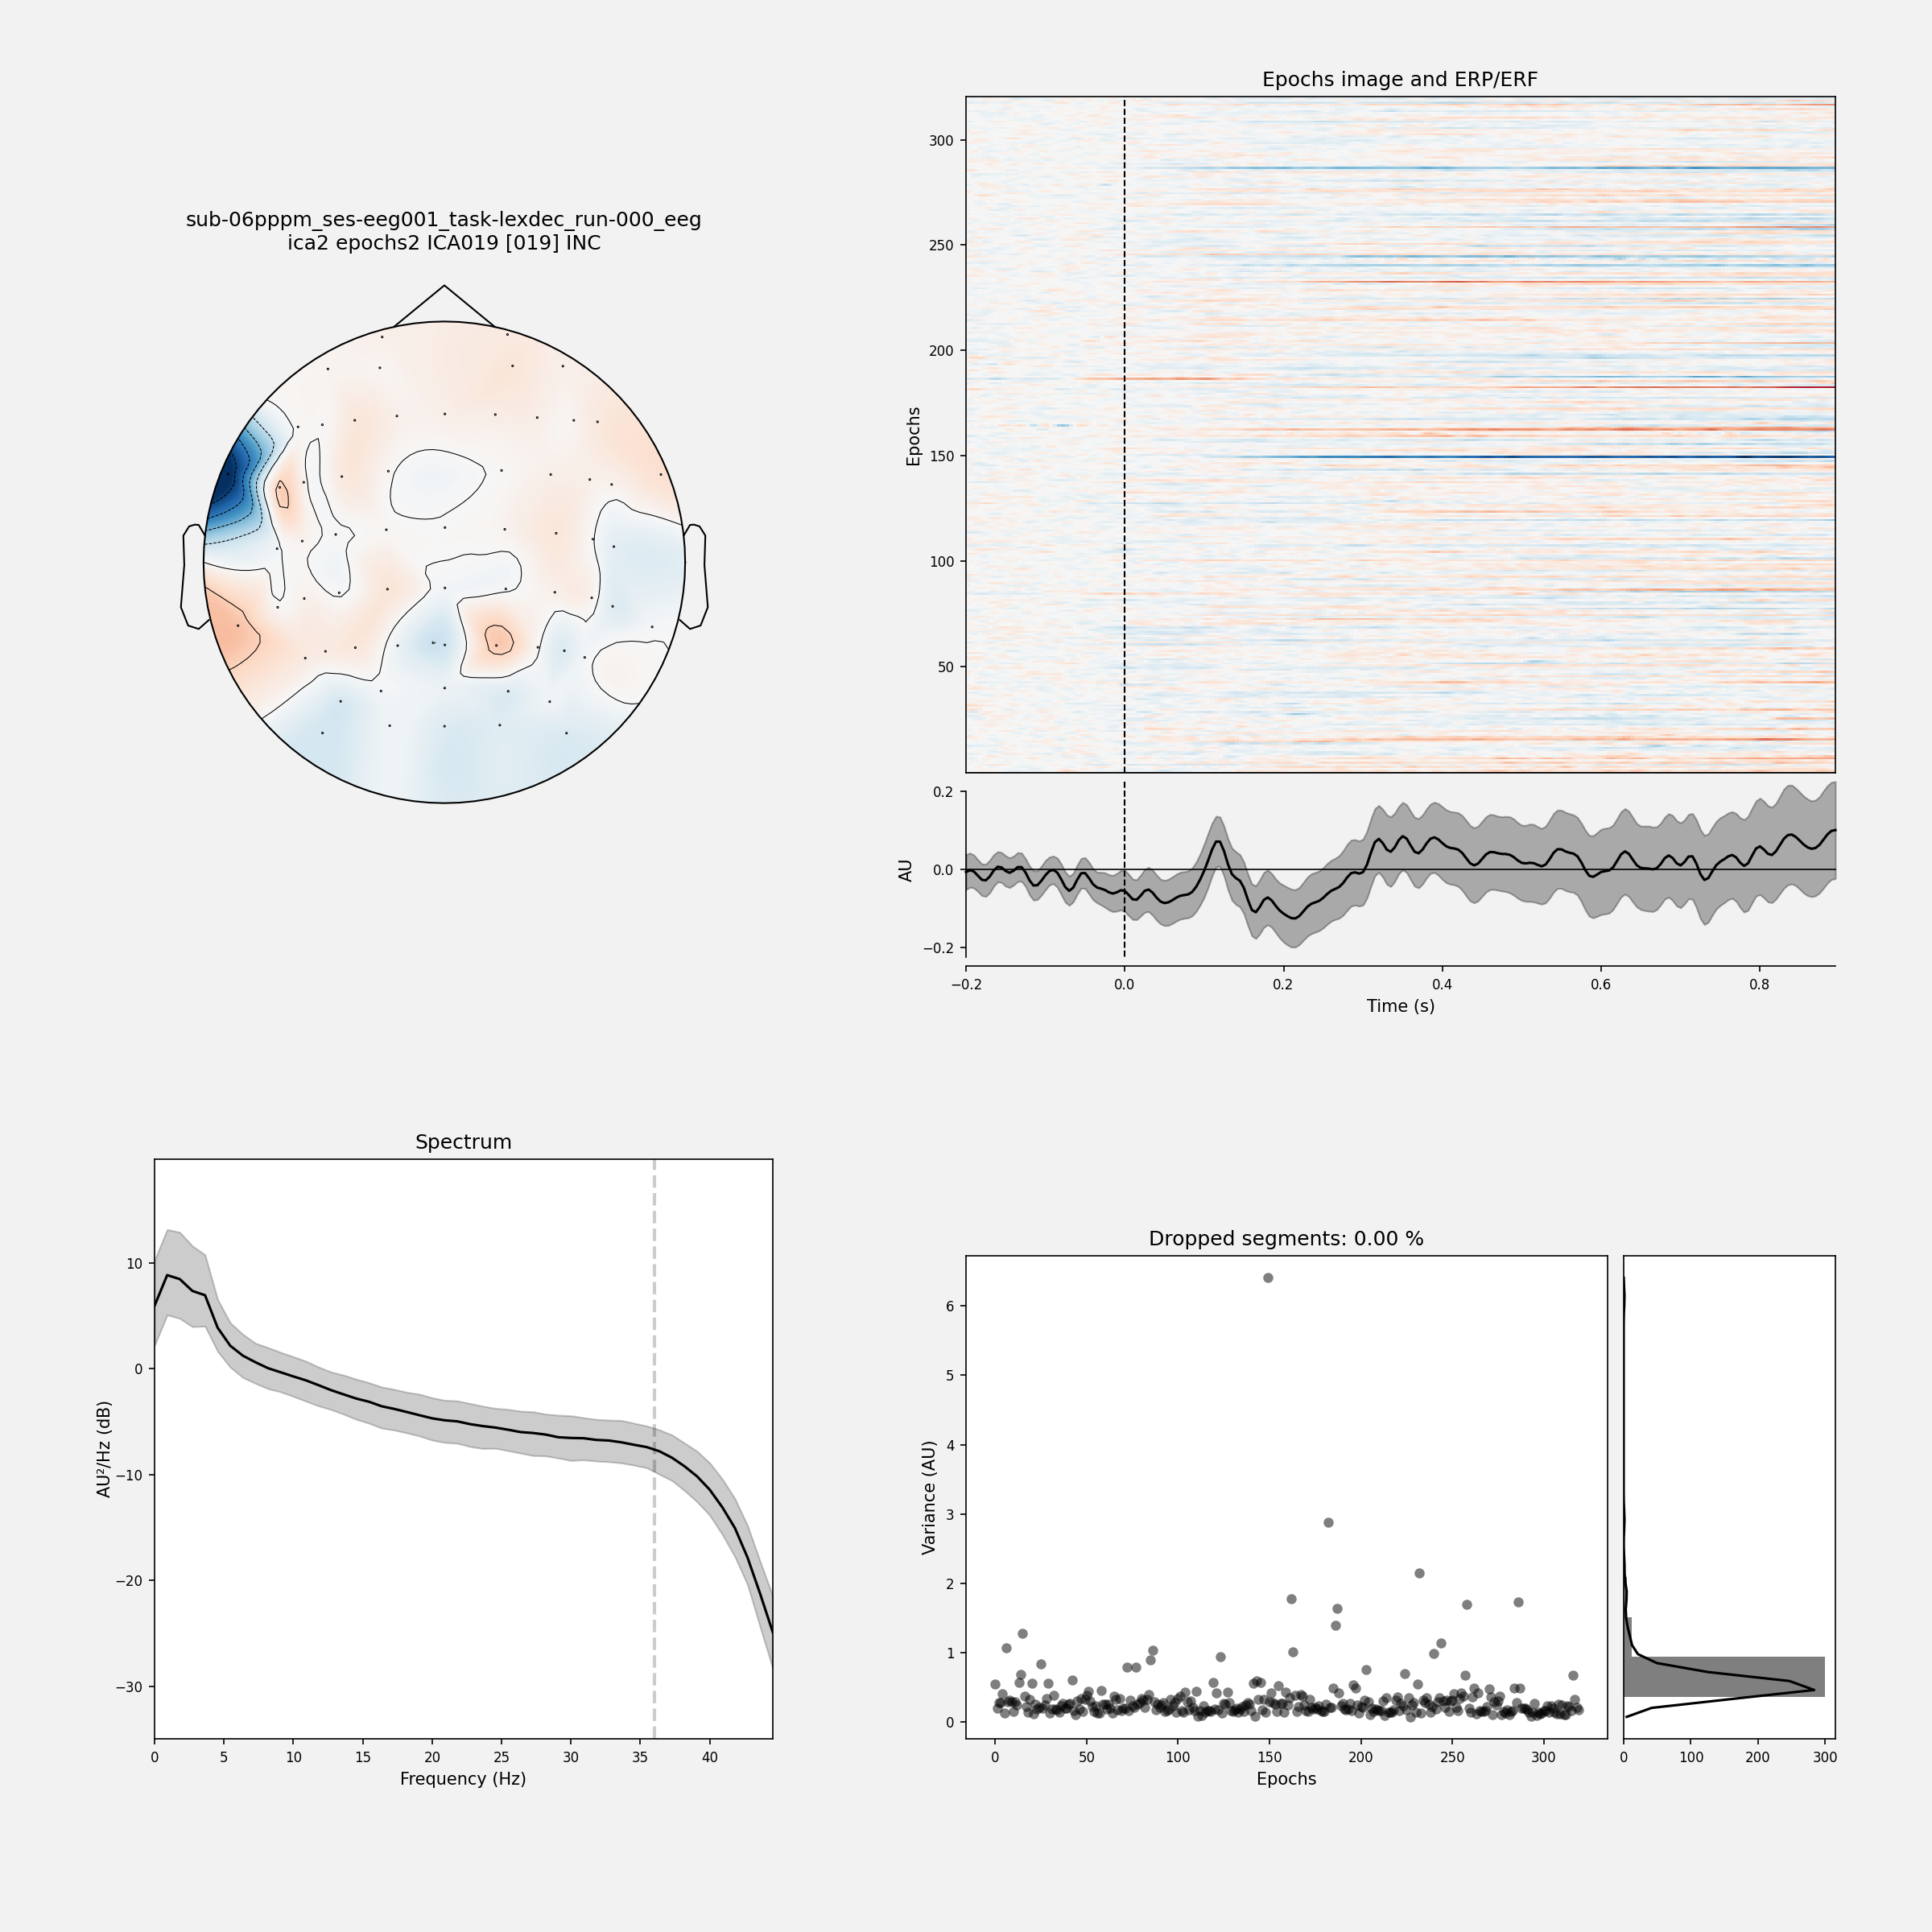 sub-06pppm_ses-eeg001_task-lexdec_run-000_eeg
ica2 epochs2 ICA019 [019] INC
Epochs image and ERP/ERF
300
250
200
150
100
50
Epochs
0.2
0.0
−0.2
AU
−0.2 0.0 0.2 0.4 0.6 0.8
Time (s)
Spectrum
10
0
−10
−20
−30
AU²/Hz (dB)
0 5 10 15 20 25 30 35 40
Frequency (Hz)
Dropped segments: 0.00 %
6
5
4
3
2
1
0
Variance (AU)
0 50 100 150 200 250 300
Epochs
0 100 200 300